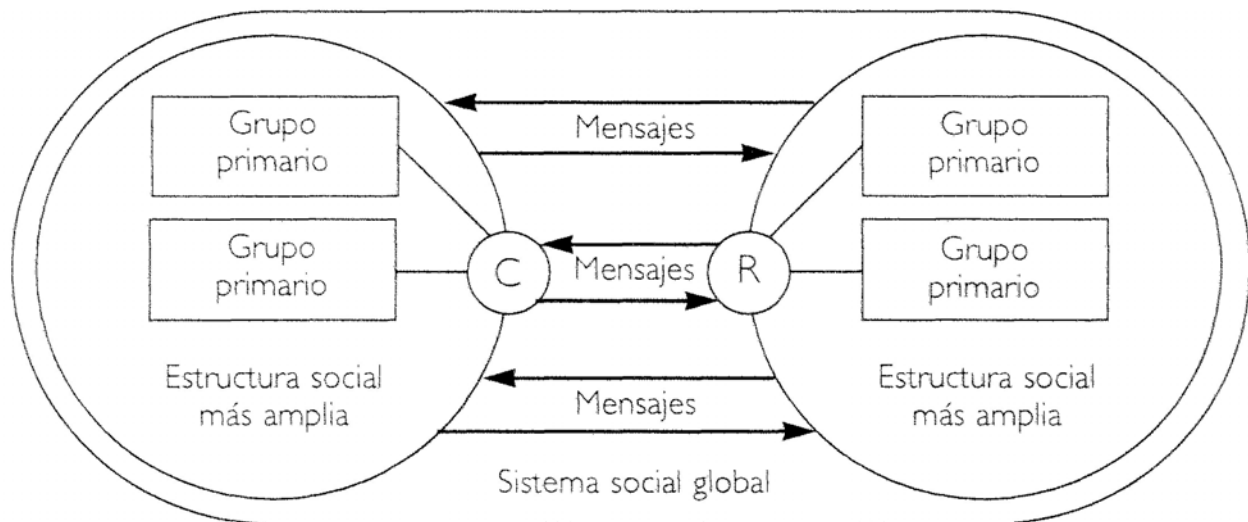 Grupo
primario
Mensajes
Grupo
primario
Grupo
primario
C
Mensajes
R
Grupo
primario
Estructura social
más amplia
Mensajes
Estructura social
más amplia
Sistema social global